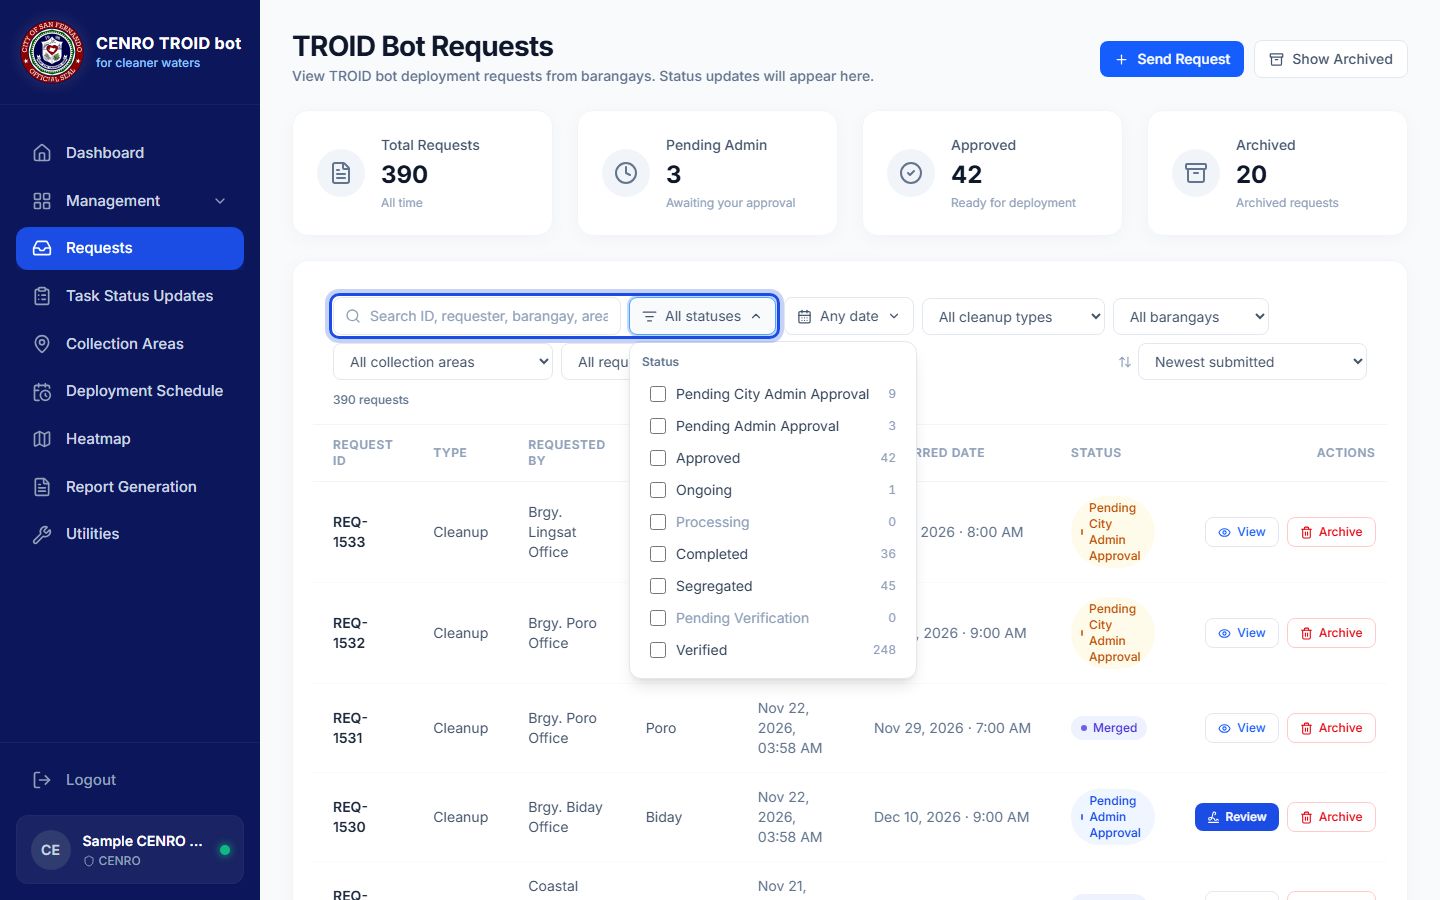 CITY OF SAN FERNANDO
OFFICIAL SEAL
CENRO TROID bot
for cleaner waters
Dashboard
Management
Requests
Task Status Updates
Collection Areas
Deployment Schedule
Heatmap
Report Generation
Utilities
Logout
CE
Sample CENRO ...
CENRO
TROID Bot Requests
View TROID bot deployment requests from barangays. Status updates will appear here.
Send Request
Show Archived
Total Requests
390
All time
Pending Admin
3
Awaiting your approval
Approved
42
Ready for deployment
Archived
20
Archived requests
Search ID, requester, barangay, area
All statuses
Any date
All cleanup types
All barangays
All collection areas
All requ
Newest submitted
390 requests
Status
Pending City Admin Approval 9
Pending Admin Approval 3
Approved 42
Ongoing 1
Processing 0
Completed 36
Segregated 45
Pending Verification 0
Verified 248
REQUEST
ID
TYPE
REQUESTED
BY
RRED DATE
STATUS
ACTIONS
REQ-
1533
Cleanup
Brgy.
Lingsat
Office
2026 · 8:00 AM
Pending
City
Admin
Approval
View
Archive
REQ-
1532
Cleanup
Brgy. Poro
Office
, 2026 · 9:00 AM
Pending
City
Admin
Approval
View
Archive
REQ-
1531
Cleanup
Brgy. Poro
Office
Poro
Nov 22,
2026,
03:58 AM
Nov 29, 2026 · 7:00 AM
Merged
View
Archive
REQ-
1530
Cleanup
Brgy. Biday
Office
Biday
Nov 22,
2026,
03:58 AM
Dec 10, 2026 · 9:00 AM
Pending
Admin
Approval
Review
Archive
REQ-
Coastal
Nov 21,